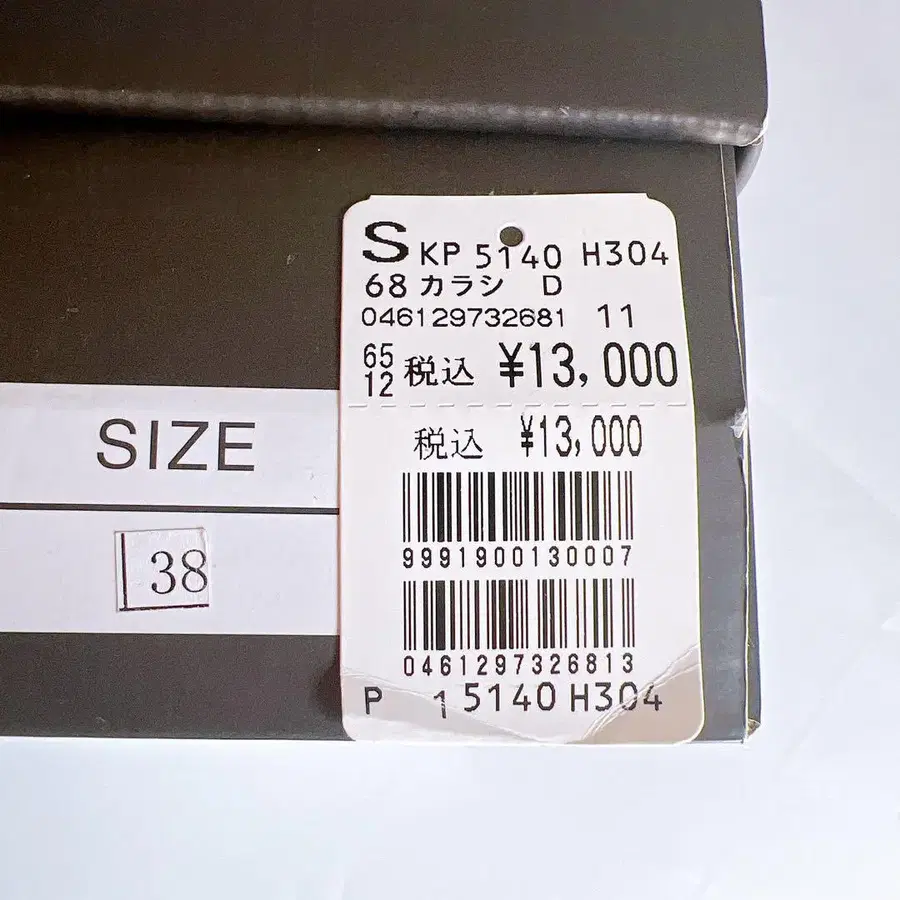 S KP 5140 H304
68 カラシ D
046129732681 11
65
12 税込 ¥13,000
税込 ¥13,000
9991900130007
0461297326813
P 1 5140 H304
SIZE
38